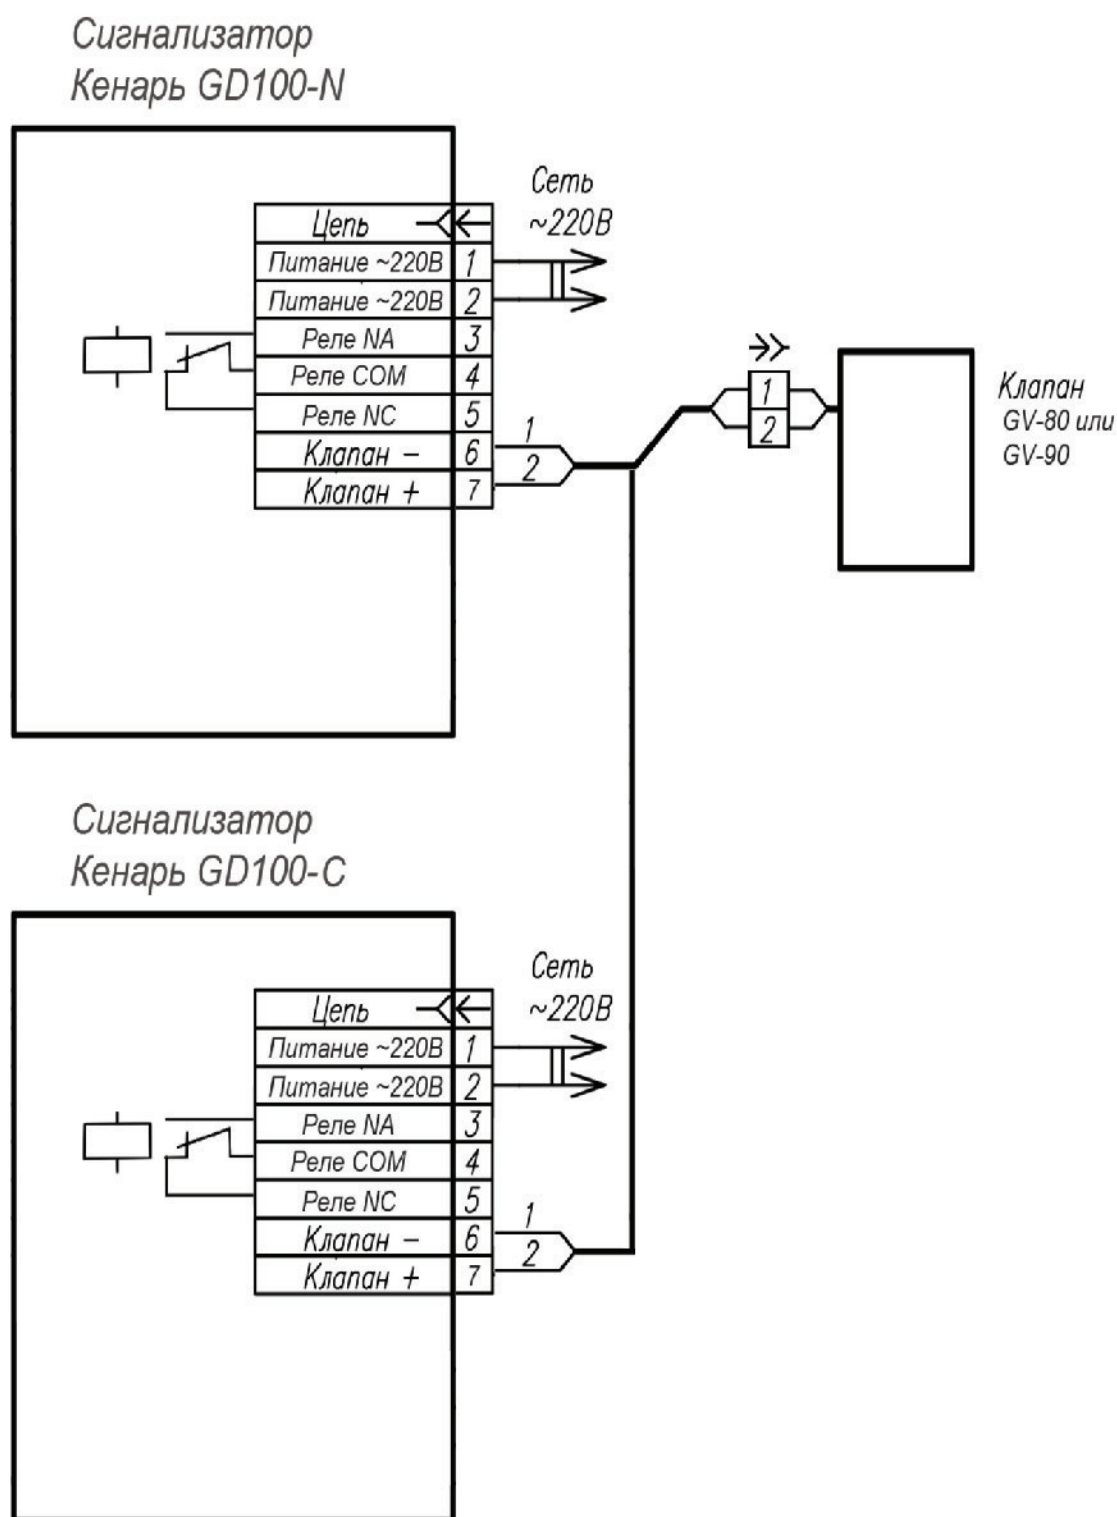 Сигнализатор
Кенарь GD100-N
Сеть
~220В
Цепь
Питание ~220В 1
Питание ~220В 2
Реле NA 3
Реле COM 4
Реле NC 5
Клапан – 6
Клапан + 7
1
2
1
2
Клапан
GV-80 или
GV-90
Сигнализатор
Кенарь GD100-C
Сеть
~220В
Цепь
Питание ~220В 1
Питание ~220В 2
Реле NA 3
Реле COM 4
Реле NC 5
Клапан – 6
Клапан + 7
1
2